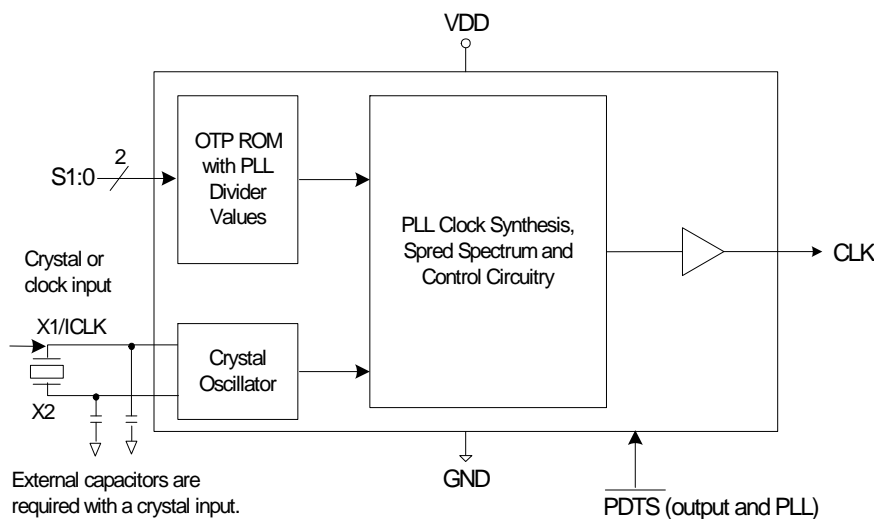 VDD
OTP ROM
with PLL
Divider
Values
2
S1:0
PLL Clock Synthesis,
Spred Spectrum and
Control Circuitry
CLK
Crystal or
clock input
X1/ICLK
Crystal
Oscillator
X2
External capacitors are
required with a crystal input.
GND
PDTS (output and PLL)